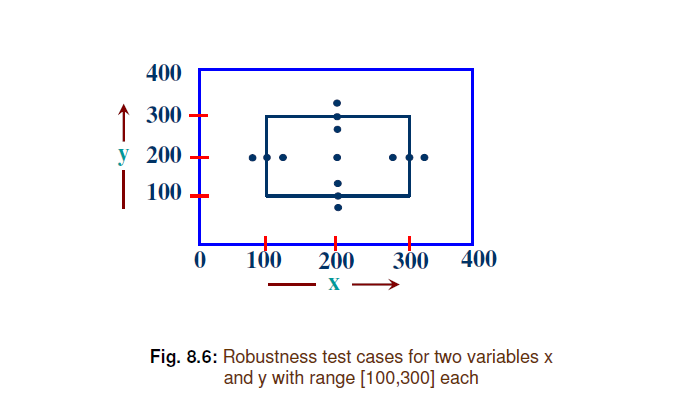 400
300
y 200
100
0 100 200 300 400
x
Fig. 8.6: Robustness test cases for two variables x
and y with range [100,300] each